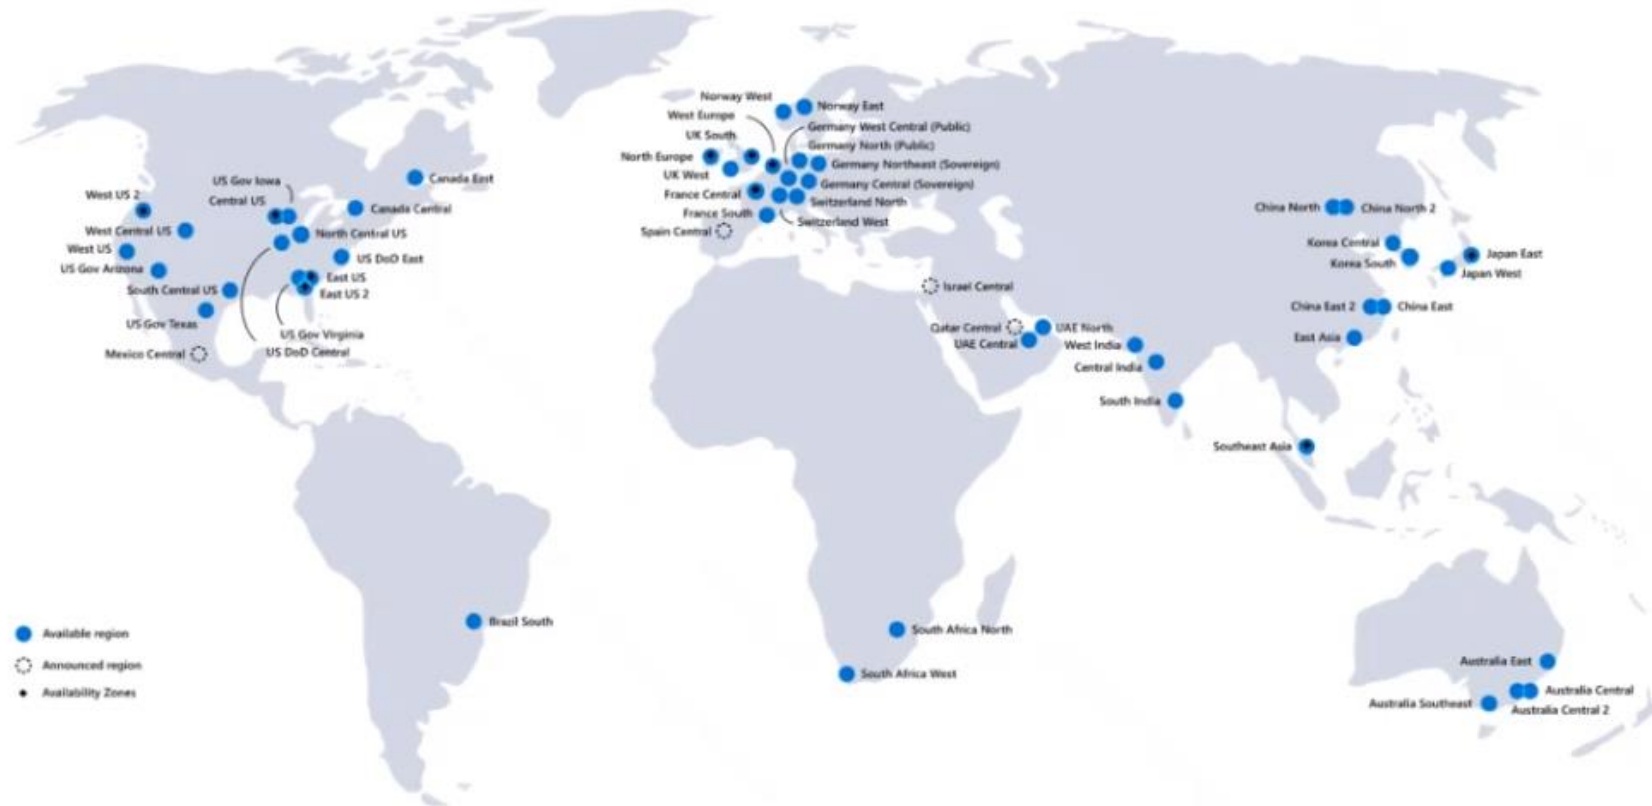 Norway West
Norway East
West Europe
Germany West Central (Public)
UK South
Germany North (Public)
North Europe
Germany Northeast (Sovereign)
UK West
Germany Central (Sovereign)
France Central
Switzerland North
France South
Switzerland West
Spain Central
US Gov Iowa
Canada East
West US 2
Central US
Canada Central
West Central US
North Central US
West US
US DoD East
US Gov Arizona
East US
South Central US
East US 2
US Gov Texas
US Gov Virginia
Mexico Central
US DoD Central
China North
China North 2
Korea Central
Japan East
Korea South
Japan West
Israel Central
China East 2
China East
Qatar Central
UAE North
East Asia
UAE Central
West India
Central India
South India
Southeast Asia
Brazil South
South Africa North
South Africa West
Available region
Announced region
Availability Zones
Australia East
Australia Central
Australia Southeast
Australia Central 2